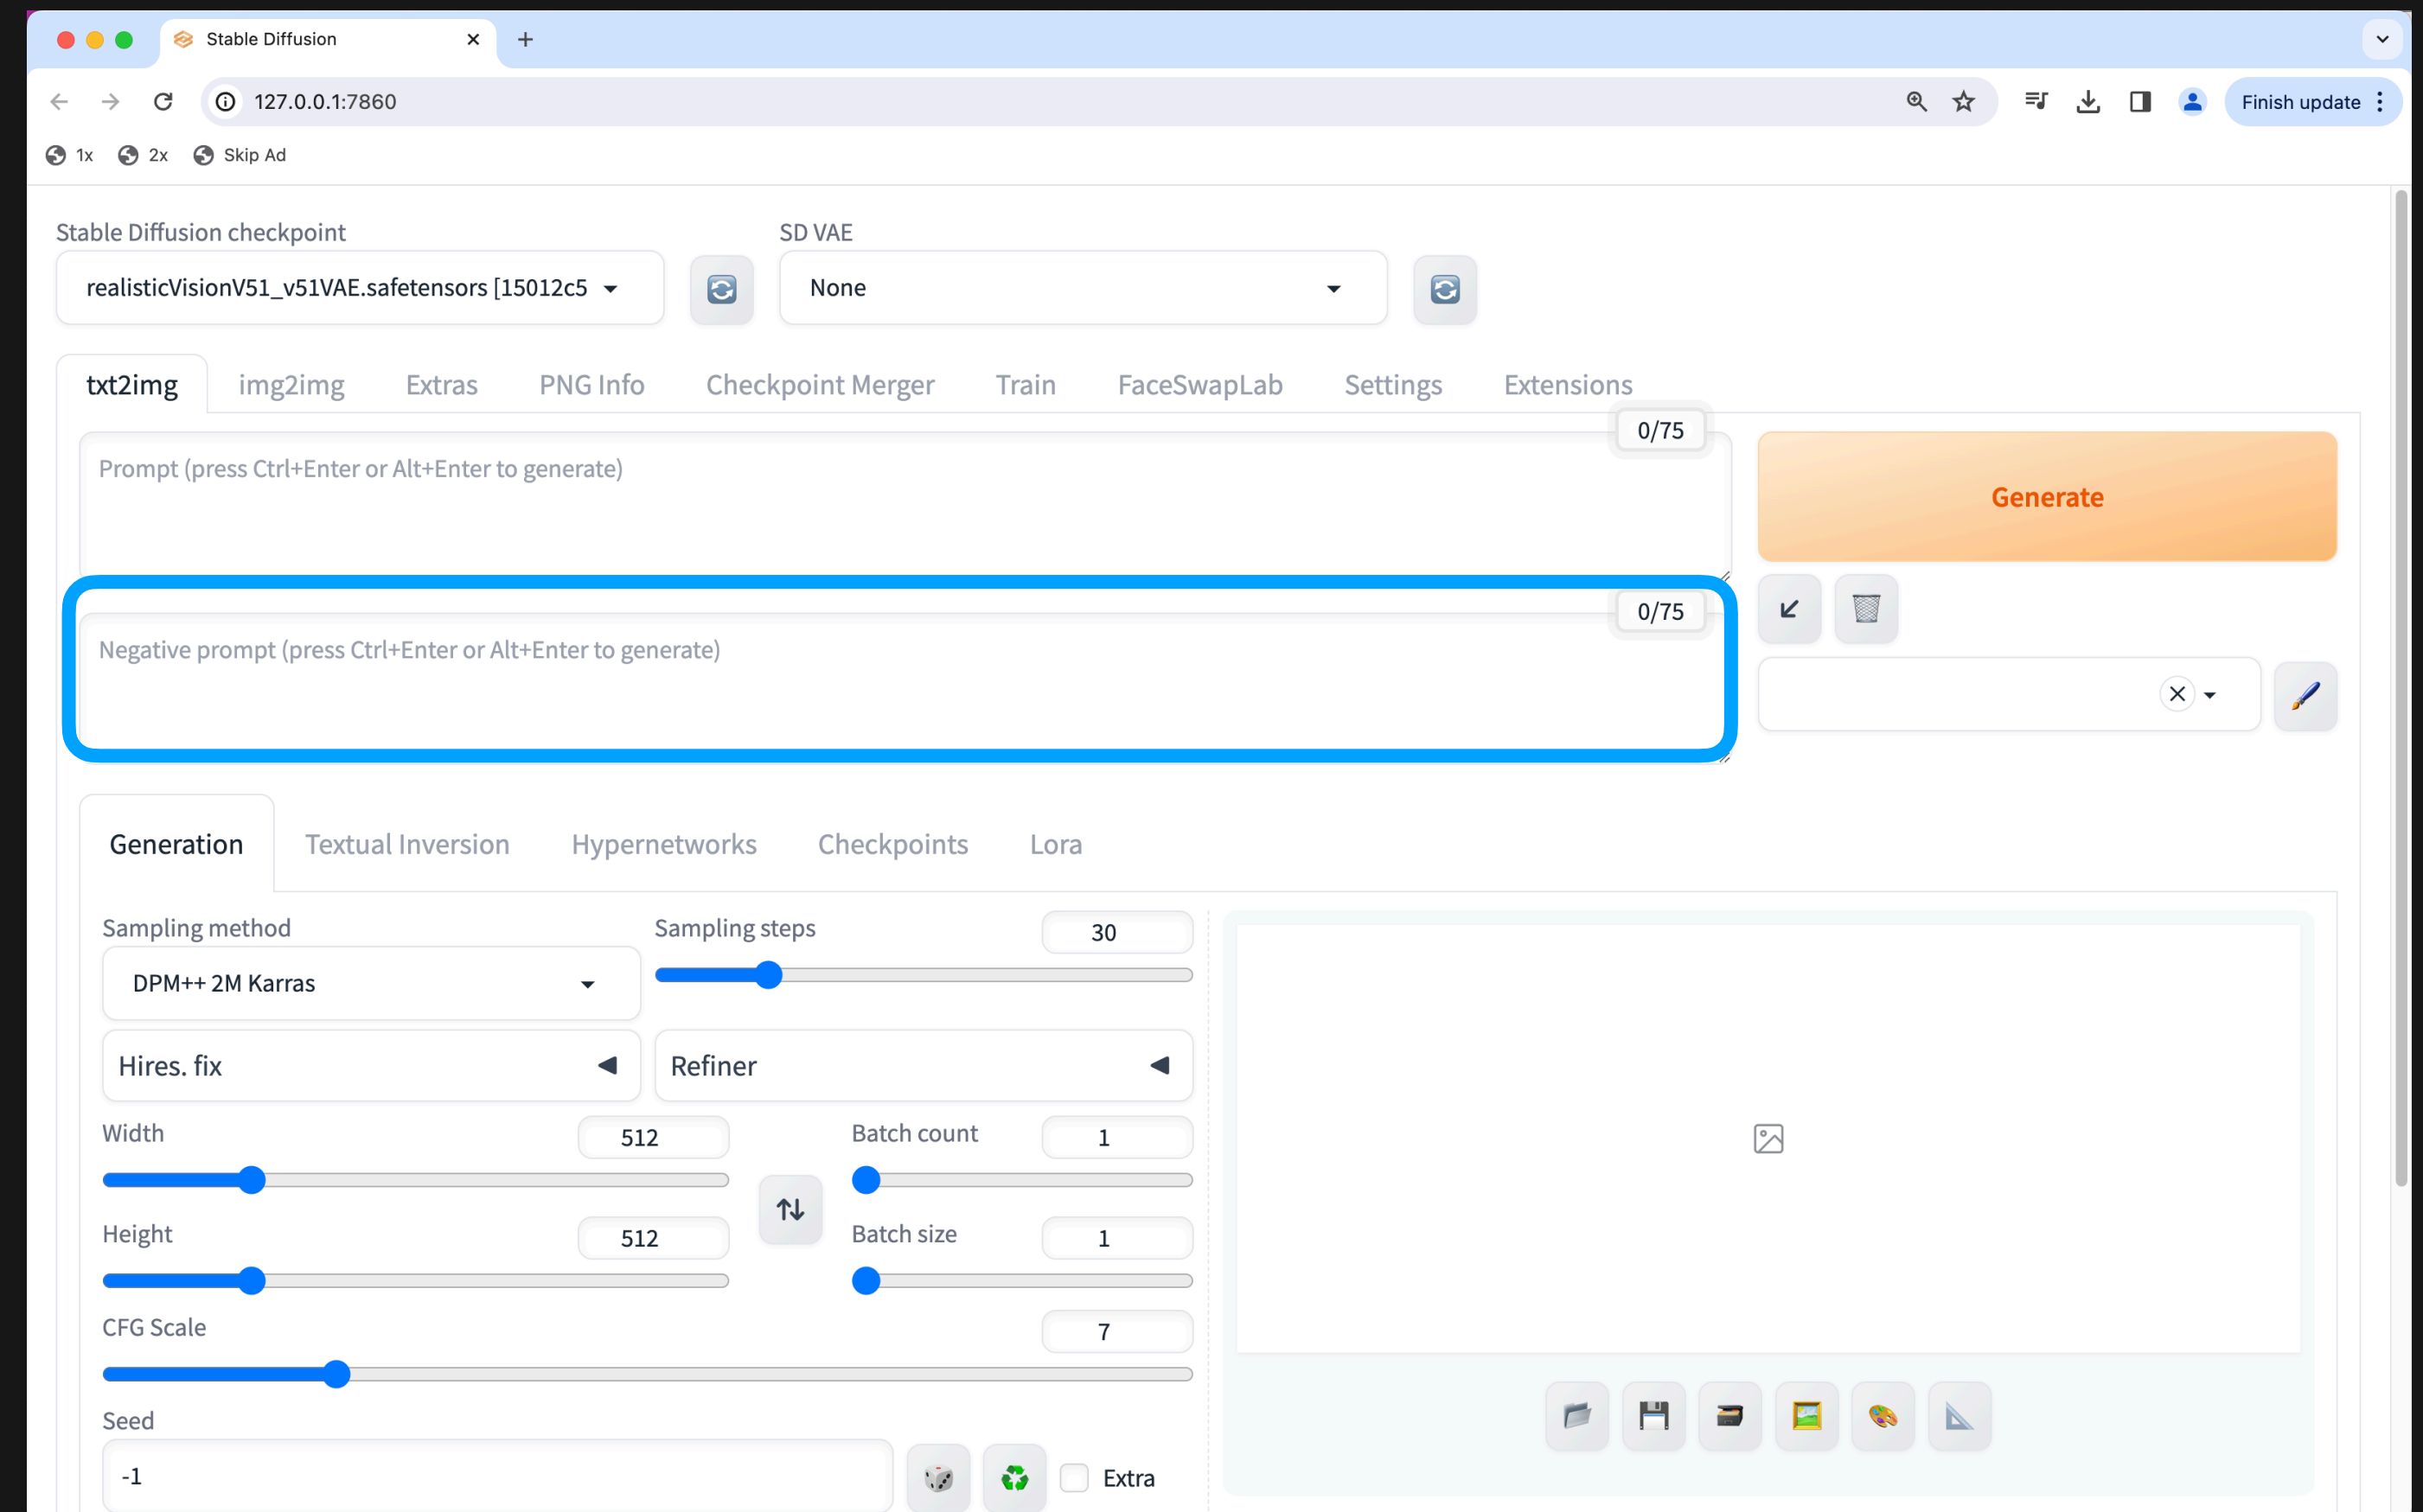 Stable Diffusion
127.0.0.1:7860
Finish update
1x 2x Skip Ad
Stable Diffusion checkpoint SD VAE
realisticVisionV51_v51VAE.safetensors [15012c5 None
txt2img img2img Extras PNG Info Checkpoint Merger Train FaceSwapLab Settings Extensions
0/75
Prompt (press Ctrl+Enter or Alt+Enter to generate)
Generate
0/75
Negative prompt (press Ctrl+Enter or Alt+Enter to generate)
Generation Textual Inversion Hypernetworks Checkpoints Lora
Sampling method Sampling steps 30
DPM++ 2M Karras
Hires. fix Refiner
Width 512 Batch count 1
Height 512 Batch size 1
CFG Scale 7
Seed
-1 Extra